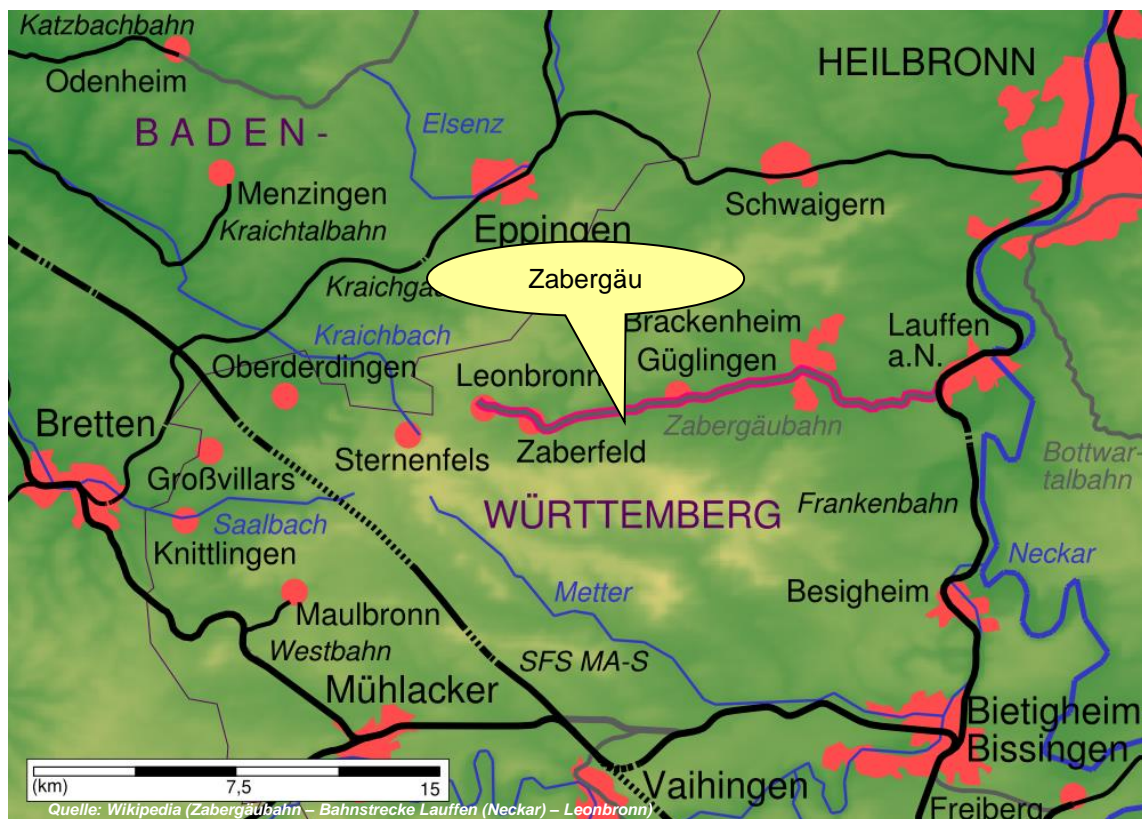 Katzbachbahn
Odenheim
HEILBRONN
BADEN-
Elsenz
Menzingen
Kraichtalbahn
Schwaigern
Eppingen
Zabergäu
Kraichga
Kraichbach
Brackenheim
Güglingen
Lauffen
a.N.
Oberderdingen
Leonbronn
Zabergäubahn
Bretten
Sternenfels
Zaberfeld
Bottwar-
talbahn
Großvillars
WÜRTTEMBERG
Frankenbahn
Saalbach
Knittlingen
Neckar
Metter
Besigheim
Maulbronn
Westbahn
SFS MA-S
Mühlacker
Bietigheim
Bissingen
Vaihingen
(km) 7,5 15
Freiberg
Quelle: Wikipedia (Zabergäubahn – Bahnstrecke Lauffen (Neckar) – Leonbronn)